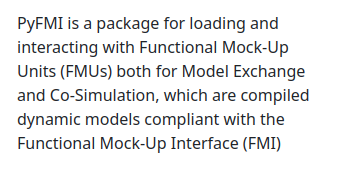 PyFMI is a package for loading and
interacting with Functional Mock-Up
Units (FMUs) both for Model Exchange
and Co-Simulation, which are compiled
dynamic models compliant with the
Functional Mock-Up Interface (FMI)